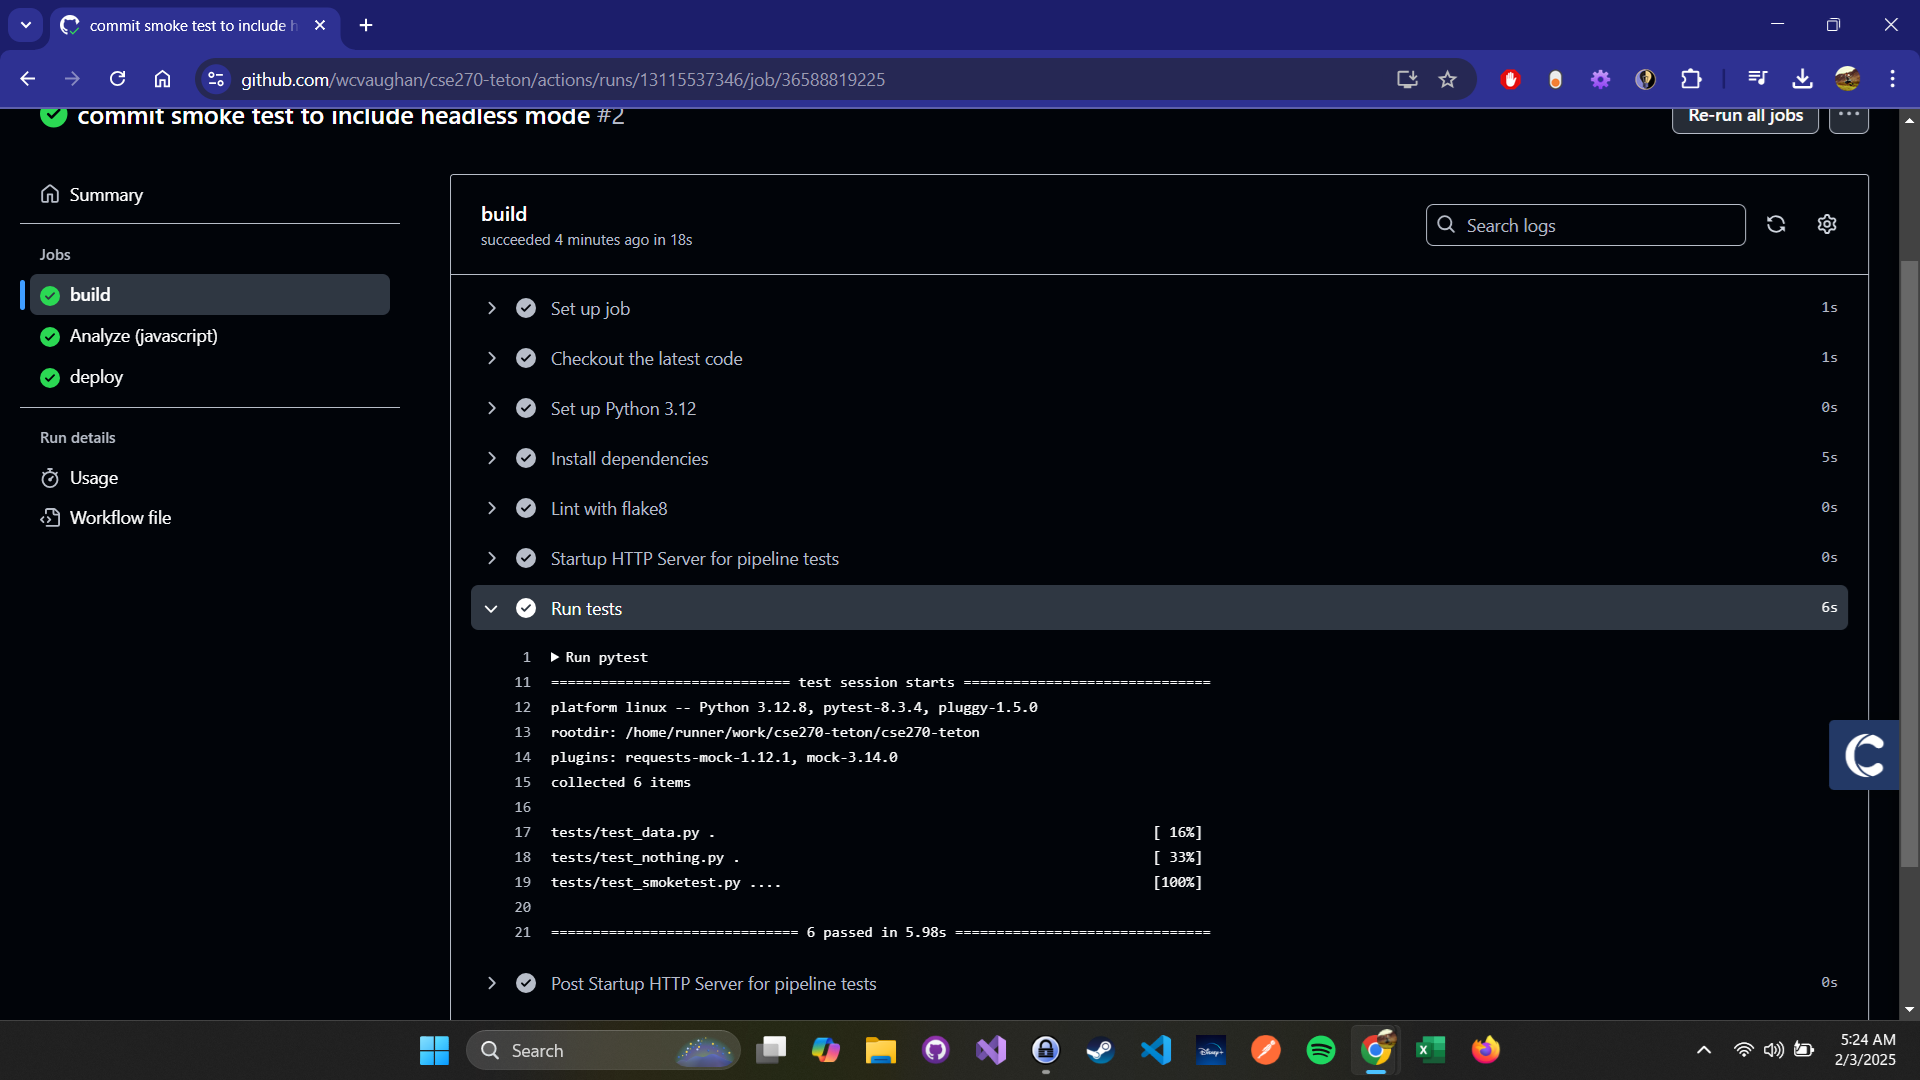 commit smoke test to include h
github.com/wcvaughan/cse270-teton/actions/runs/13115537346/job/36588819225
commit smoke test to include headless mode #2
Re-run all jobs
Summary
Jobs
build
Analyze (javascript)
deploy
Run details
Usage
Workflow file
build
succeeded 4 minutes ago in 18s
Search logs
Set up job 1s
Checkout the latest code 1s
Set up Python 3.12 0s
Install dependencies 5s
Lint with flake8 0s
Startup HTTP Server for pipeline tests 0s
Run tests 6s
1 Run pytest
11 ============================= test session starts ==============================
12 platform linux -- Python 3.12.8, pytest-8.3.4, pluggy-1.5.0
13 rootdir: /home/runner/work/cse270-teton/cse270-teton
14 plugins: requests-mock-1.12.1, mock-3.14.0
15 collected 6 items
16
17 tests/test_data.py . [ 16%]
18 tests/test_nothing.py . [ 33%]
19 tests/test_smoketest.py .... [100%]
20
21 ============================== 6 passed in 5.98s ===============================
Post Startup HTTP Server for pipeline tests 0s
C
Search
Disney+
5:24 AM
2/3/2025